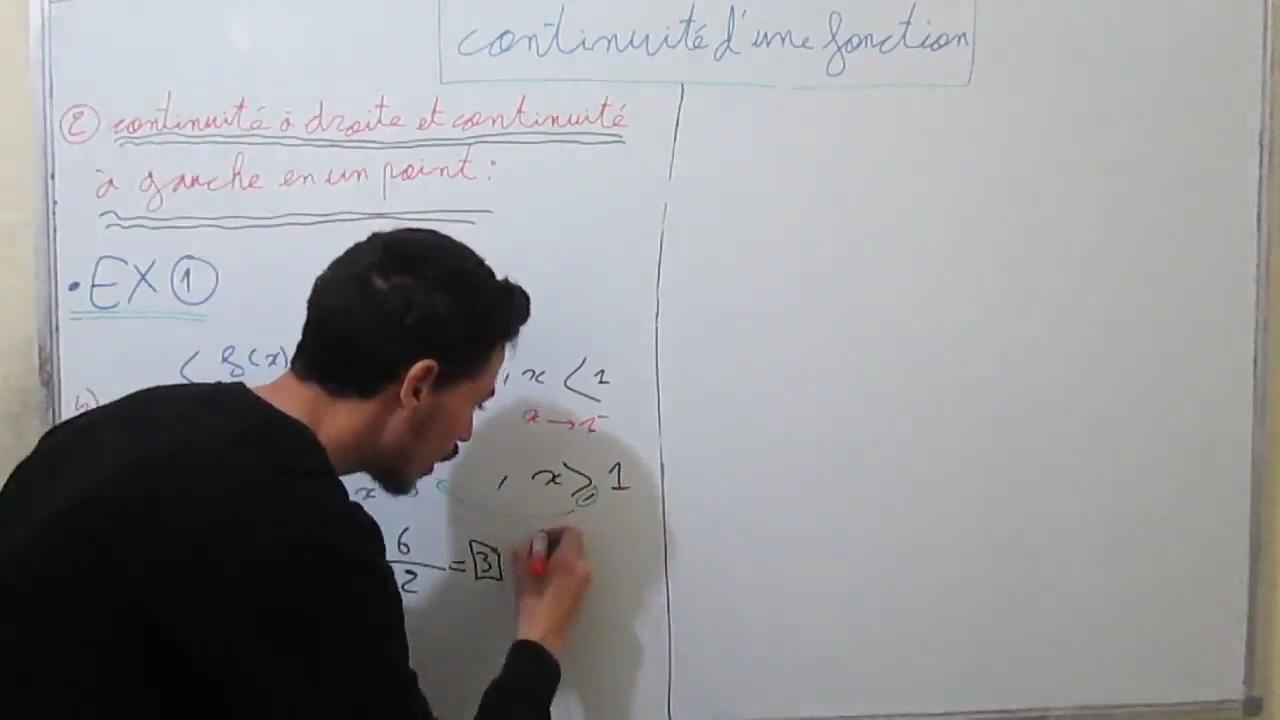 continuité d'une fonction
② continuité à droite et continuité
à gauche en un point :
• EX ①
g(x) , x < 1
x → 1⁻
x , x ≥ 1
6/2 = 3